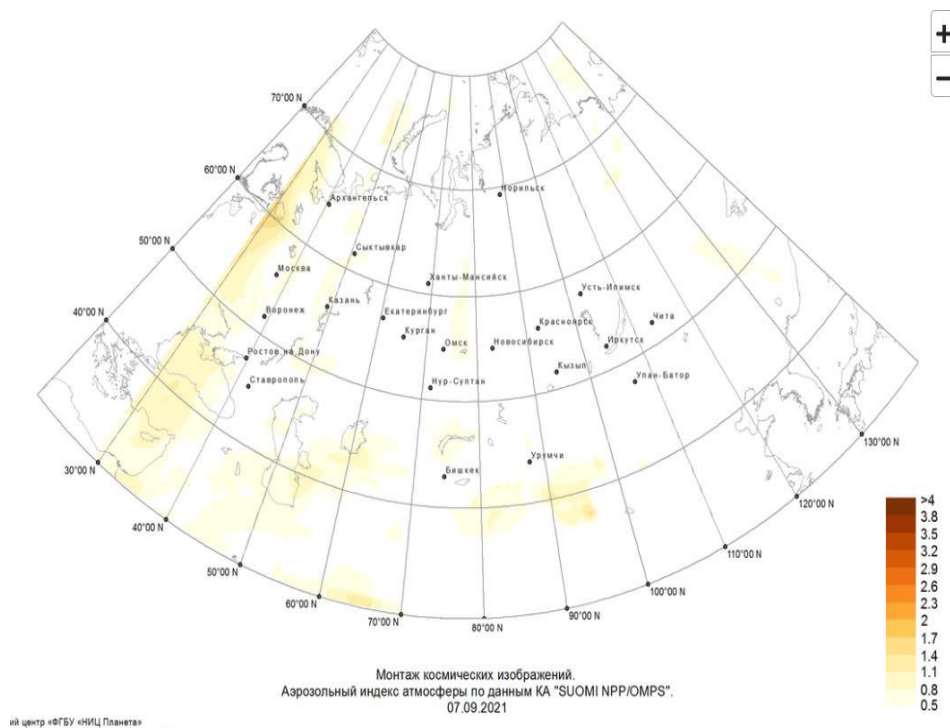 +
−
70°00 N
60°00 N
Норильск
Архангельск
50°00 N
Сыктывкар
Москва
Ханты-Мансийск
Усть-Илимск
40°00 N
Воронеж
Казань
Екатеринбург
Чита
Красноярск
Курган
Омск
Новосибирск
Иркутск
Ростов на Дону
Кызыл
Ставрополь
Нур-Султан
Улан-Батор
130°00 N
30°00 N
Урумчи
Бишкек
120°00 N
40°00 N
110°00 N
50°00 N
100°00 N
60°00 N
90°00 N
70°00 N
80°00 N
>4
3.8
3.5
3.2
2.9
2.6
2.3
2
1.7
1.4
1.1
0.8
0.5
Монтаж космических изображений.
Аэрозольный индекс атмосферы по данным КА "SUOMI NPP/OMPS".
07.09.2021
ий центр «ФГБУ «НИЦ Планета»